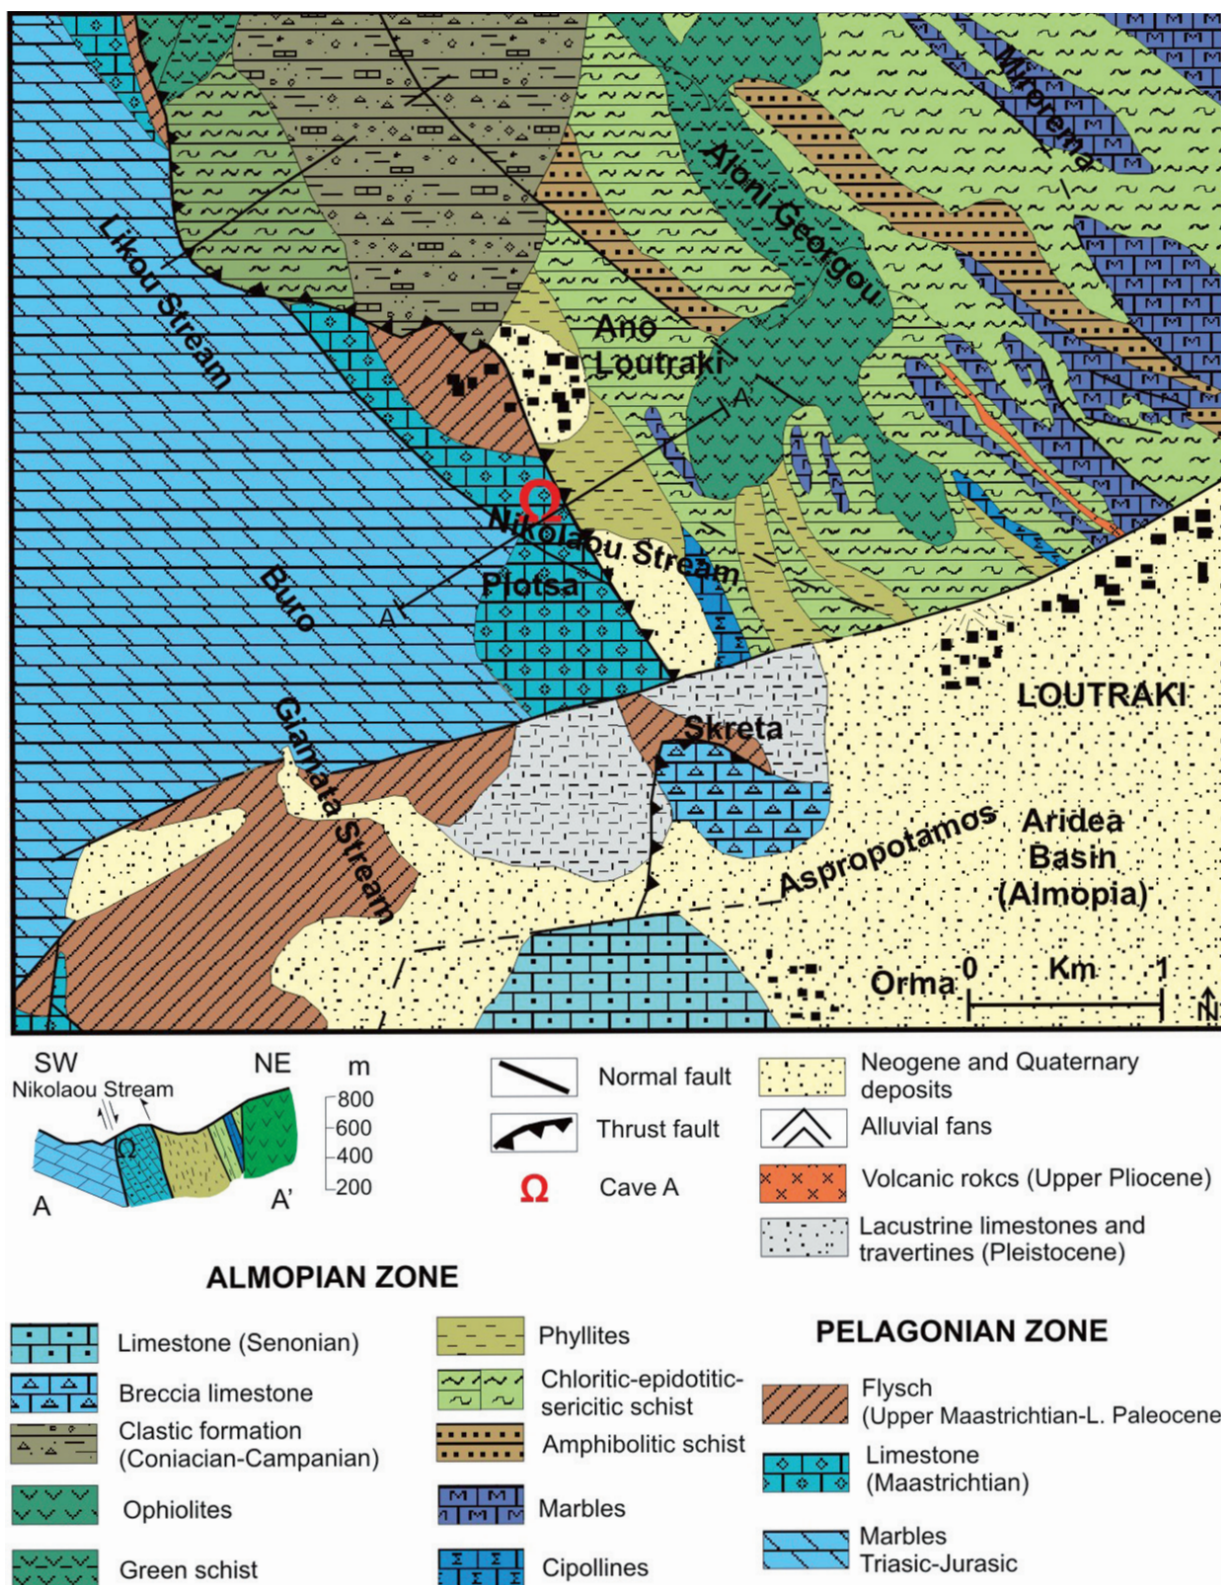 Mirorema
Aloni Georgou
Likou Stream
Ano
Loutraki
A
Ω
Nikolaou Stream
Plotsa
A
Buro
LOUTRAKI
Skreta
Giamata Stream
Aspropotamos
Aridea
Basin
(Almopia)
Orma
0 Km 1
N
SW NE
Nikolaou Stream
m
800
600
400
200
Ω
A A'
Normal fault
Thrust fault
Ω Cave A
Neogene and Quaternary
deposits
Alluvial fans
Volcanic rokcs (Upper Pliocene)
Lacustrine limestones and
travertines (Pleistocene)
ALMOPIAN ZONE
Limestone (Senonian)
Breccia limestone
Clastic formation
(Coniacian-Campanian)
Ophiolites
Green schist
Phyllites
Chloritic-epidotitic-
sericitic schist
Amphibolitic schist
Marbles
Cipollines
PELAGONIAN ZONE
Flysch
(Upper Maastrichtian-L. Paleocene
Limestone
(Maastrichtian)
Marbles
Triasic-Jurasic